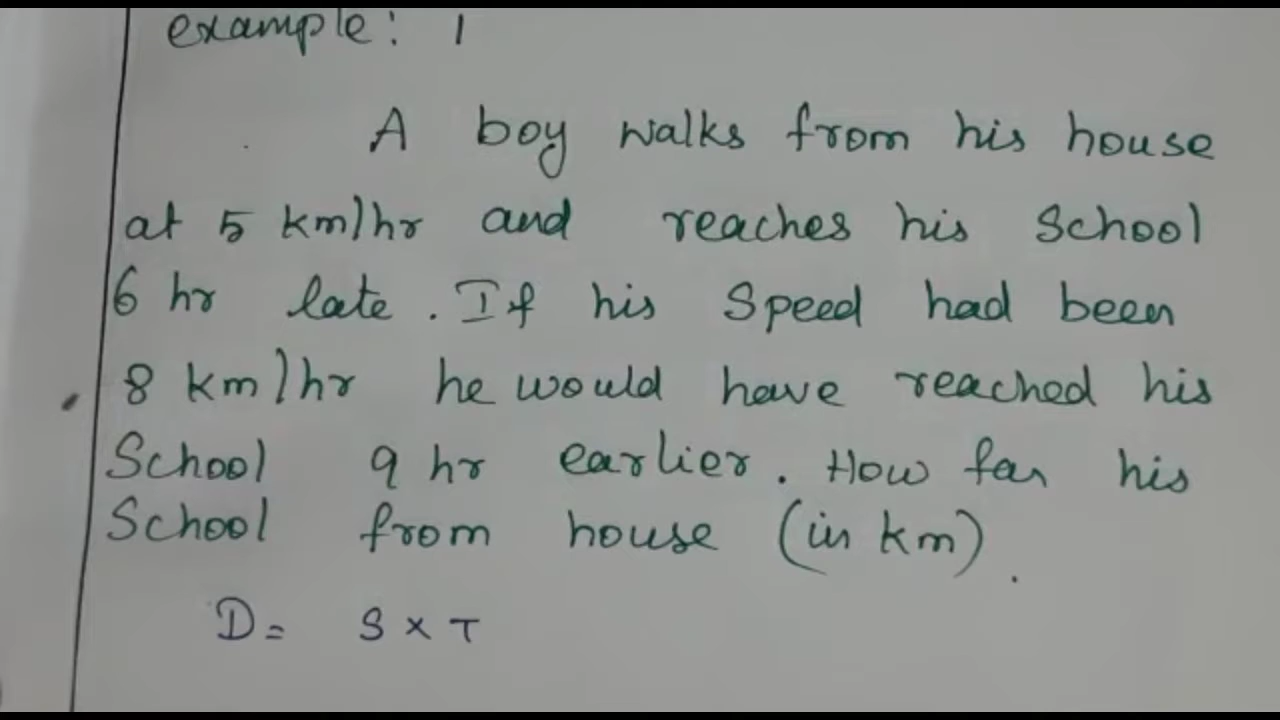 example: 1
A boy walks from his house
at 5 km/hr and reaches his School
6 hr late. If his Speed had been
8 km/hr he would have reached his
School 9 hr earlier. How far his
School from house (in km).
D = S × T